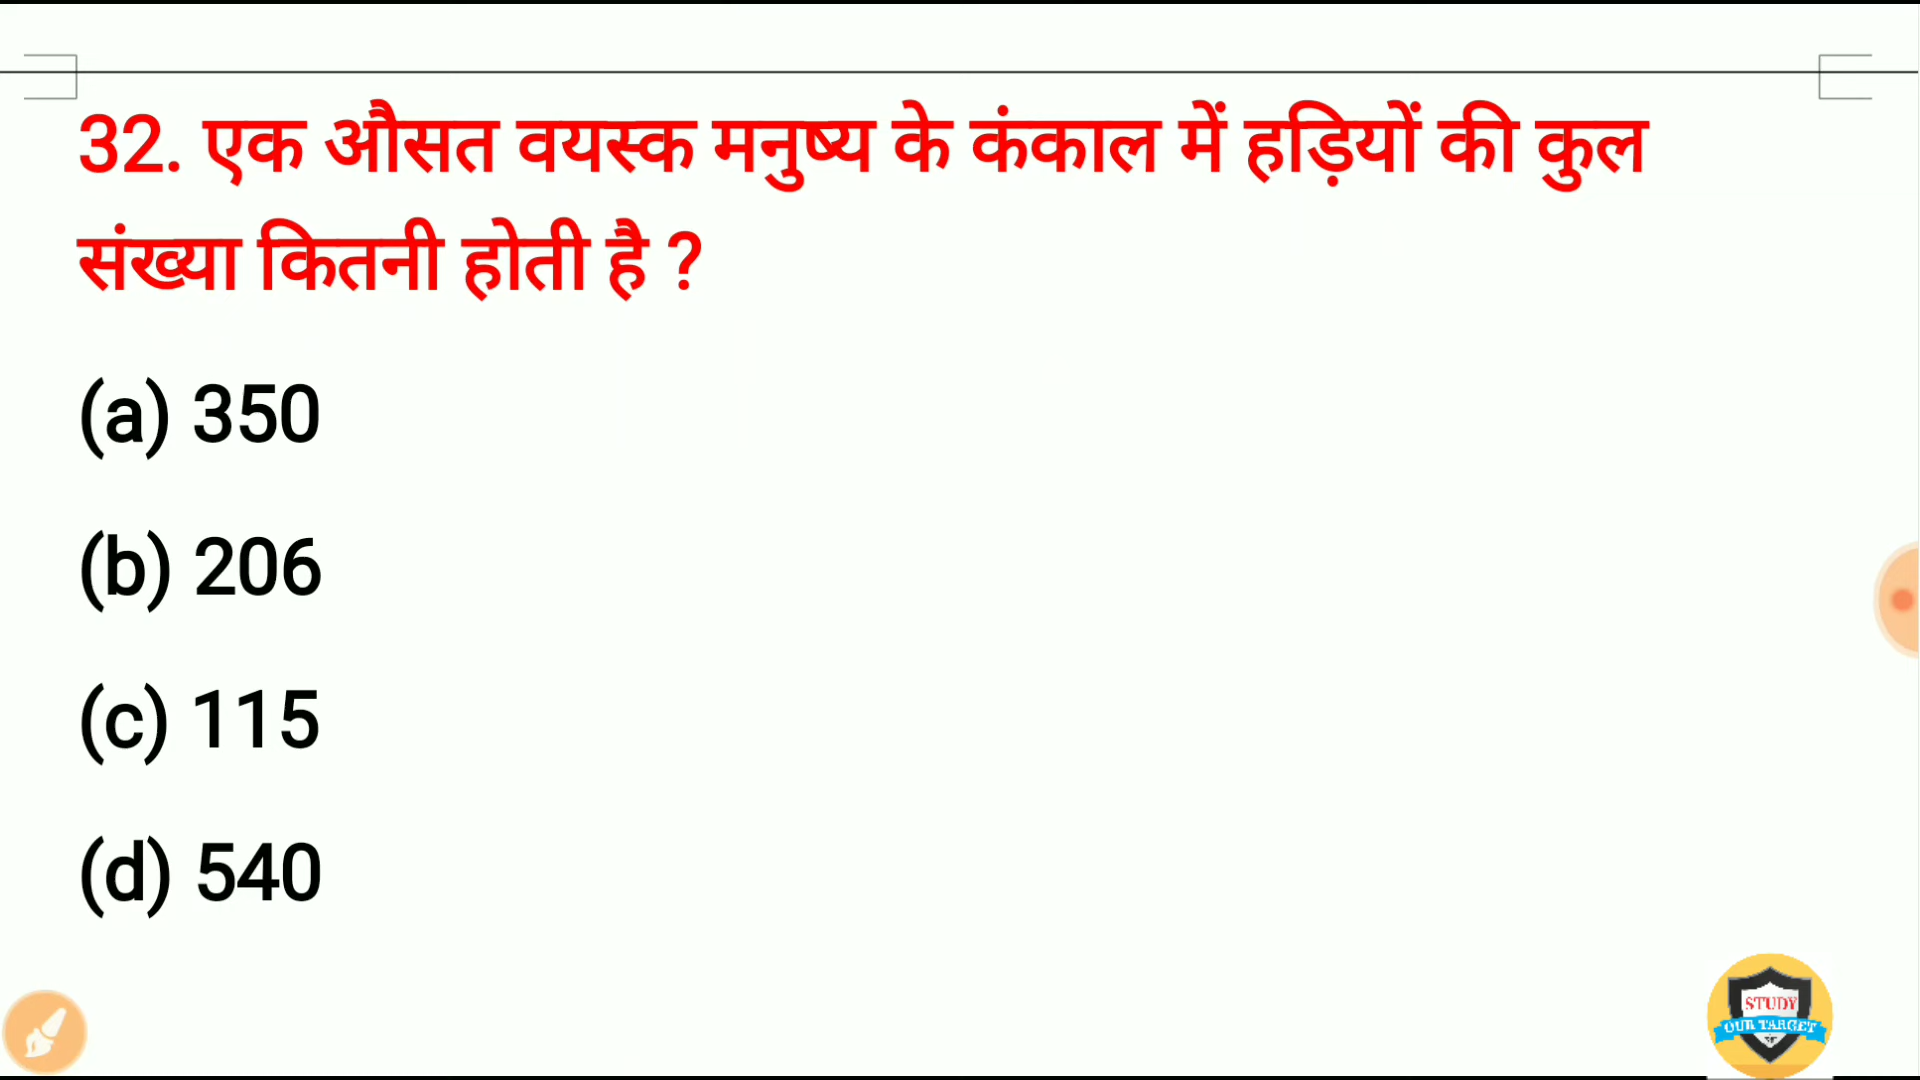 32. एक औसत वयस्क मनुष्य के कंकाल में हड़ियों की कुल
संख्या कितनी होती है ?
(a) 350
(b) 206
(c) 115
(d) 540
STUDY
OUR TARGET